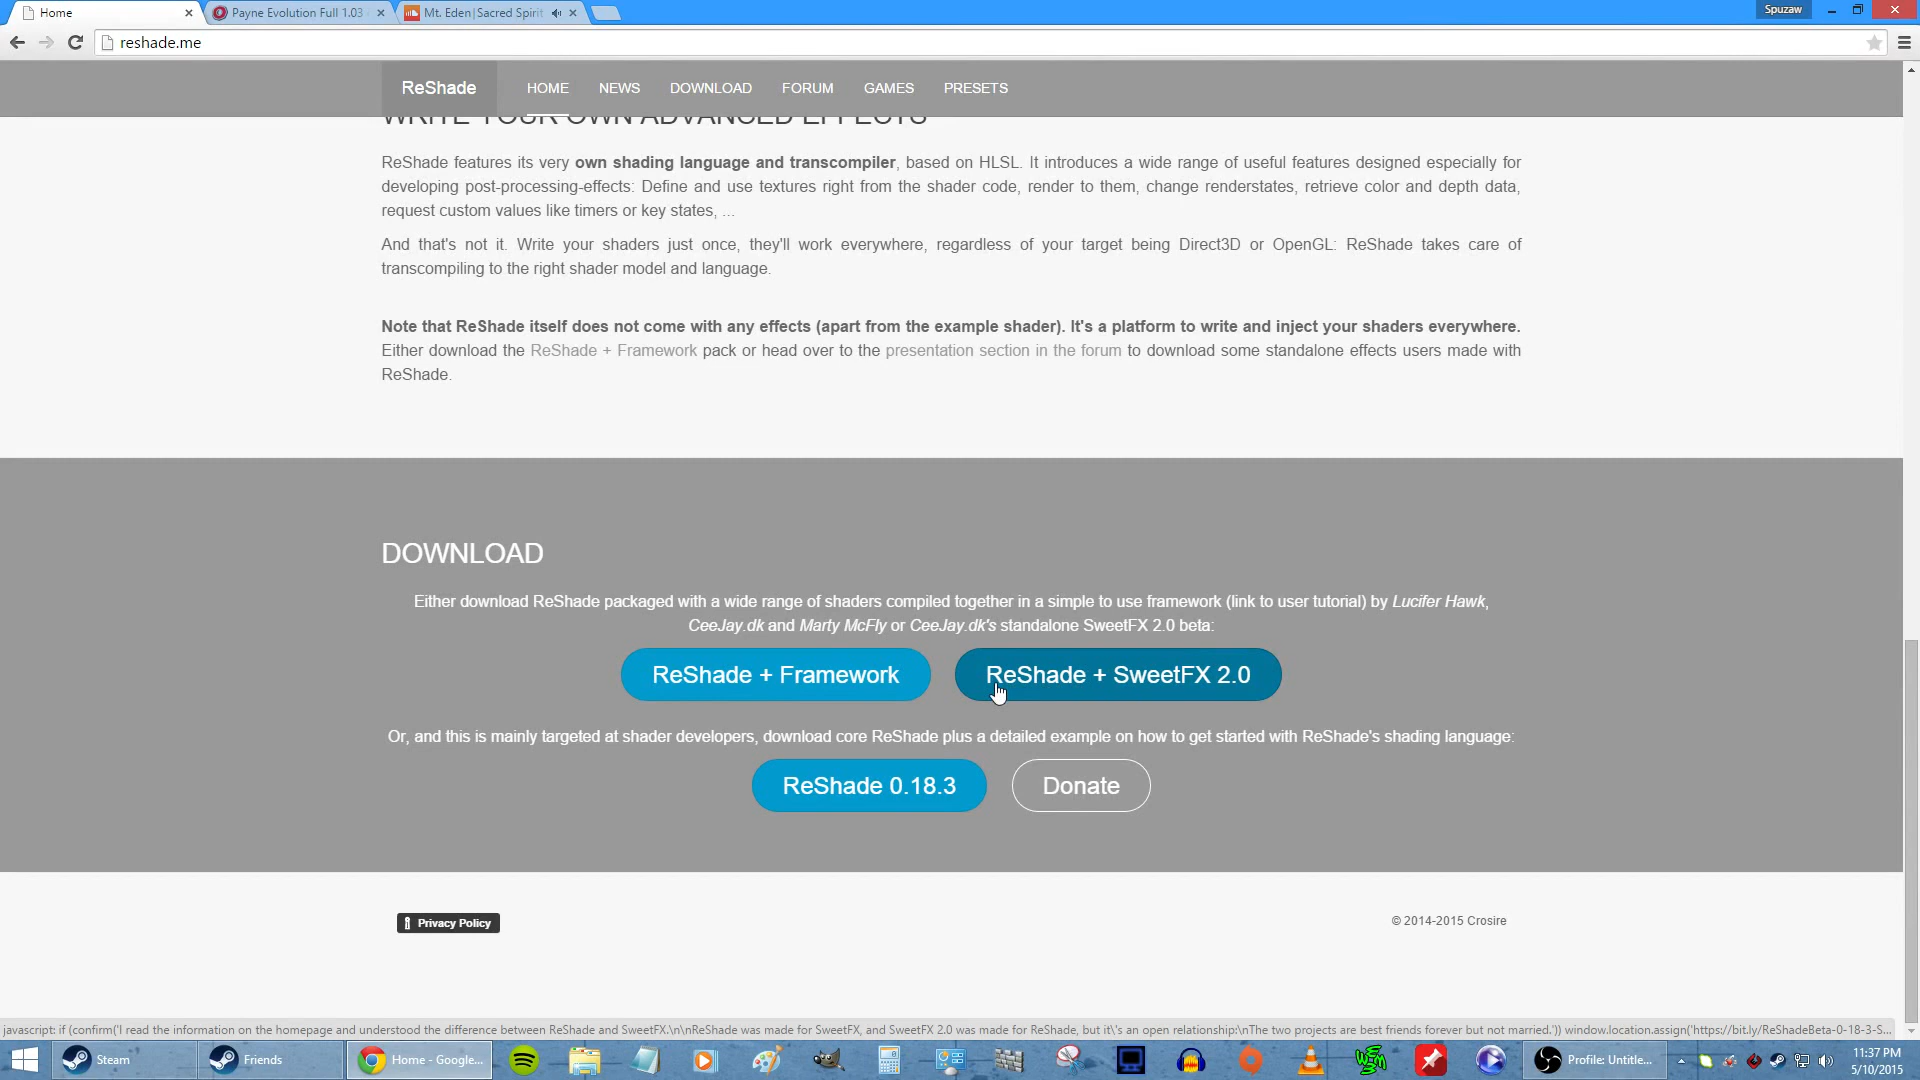 Home
Payne Evolution Full 1.03
Mt. Eden|Sacred Spirit
Spuzaw
reshade.me
ReShade
HOME
NEWS
DOWNLOAD
FORUM
GAMES
PRESETS
WRITE YOUR OWN ADVANCED EFFECTS
ReShade features its very own shading language and transcompiler, based on HLSL. It introduces a wide range of useful features designed especially for
developing post-processing-effects: Define and use textures right from the shader code, render to them, change renderstates, retrieve color and depth data,
request custom values like timers or key states, ...
And that's not it. Write your shaders just once, they'll work everywhere, regardless of your target being Direct3D or OpenGL: ReShade takes care of
transcompiling to the right shader model and language.
Note that ReShade itself does not come with any effects (apart from the example shader). It's a platform to write and inject your shaders everywhere.
Either download the ReShade + Framework pack or head over to the presentation section in the forum to download some standalone effects users made with
ReShade.
DOWNLOAD
Either download ReShade packaged with a wide range of shaders compiled together in a simple to use framework (link to user tutorial) by Lucifer Hawk,
CeeJay.dk and Marty McFly or CeeJay.dk's standalone SweetFX 2.0 beta:
ReShade + Framework
ReShade + SweetFX 2.0
Or, and this is mainly targeted at shader developers, download core ReShade plus a detailed example on how to get started with ReShade's shading language:
ReShade 0.18.3
Donate
Privacy Policy
© 2014-2015 Crosire
javascript: if (confirm('I read the information on the homepage and understood the difference between ReShade and SweetFX.\n\nReShade was made for SweetFX, and SweetFX 2.0 was made for ReShade, but it\'s an open relationship:\nThe two projects are best friends forever but not married.')) window.location.assign('https://bit.ly/ReShadeBeta-0-18-3-S...
Steam
Friends
Home - Google...
Profile: Untitle...
11:37 PM
5/10/2015